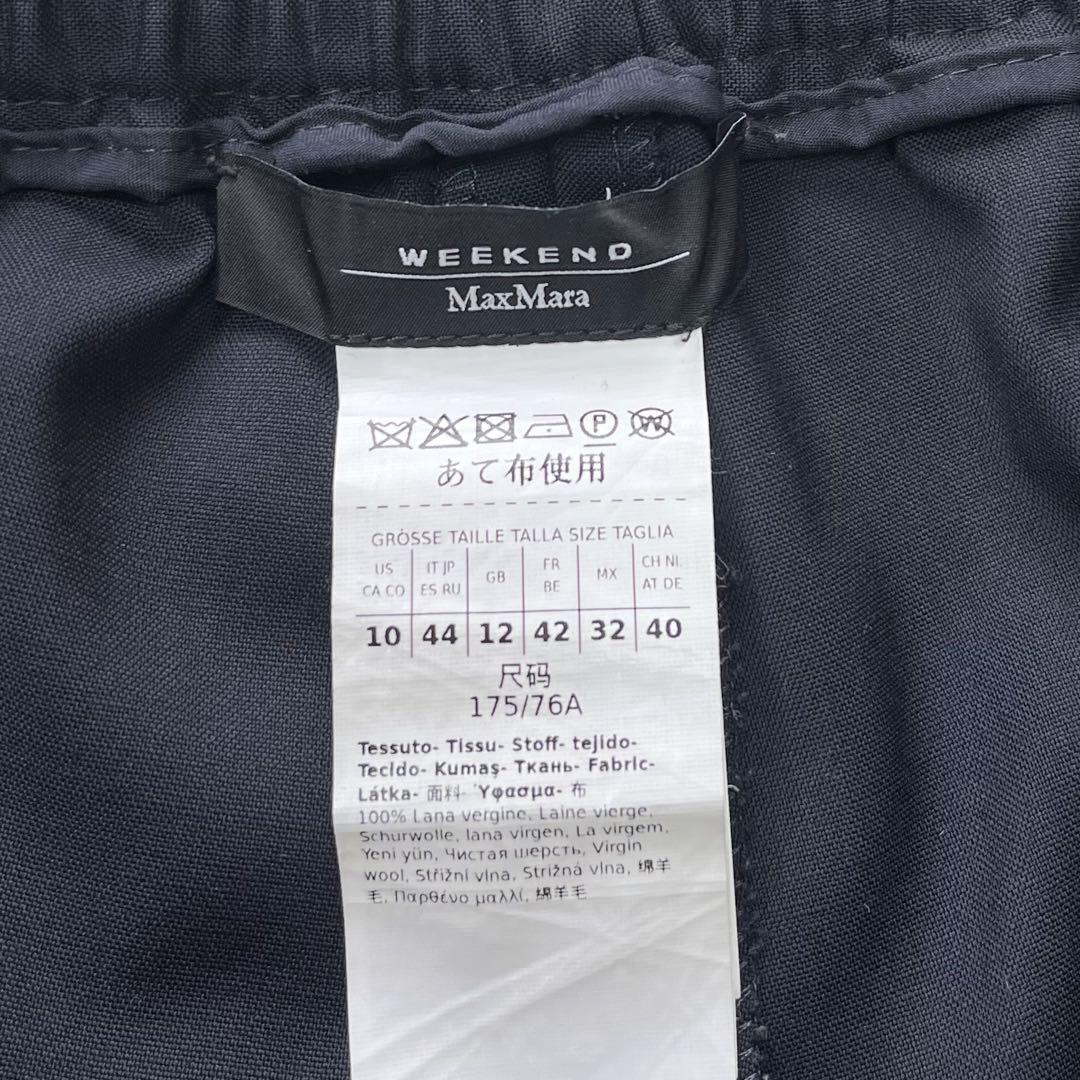 WEEKEND
MaxMara
P W
あて布使用
GRÖSSE TAILLE TALLA SIZE TAGLIA
US IT JP GB FR MX CH NL
CA CO ES RU BE AT DE
10 44 12 42 32 40
尺码
175/76A
Tessuto- Tissu- Stoff- tejido-
Tecido- Kumaş- Ткань- Fabric-
Látka- 面料- Ύφασμα- 布
100% Lana vergine, Laine vierge,
Schurwolle, lana virgen, La virgem,
Yeni yün, Чистая шерсть, Virgin
wool, Střižní vlna, Strižná vlna, 绵羊
毛, Παρθένο μαλλί, 绵羊毛